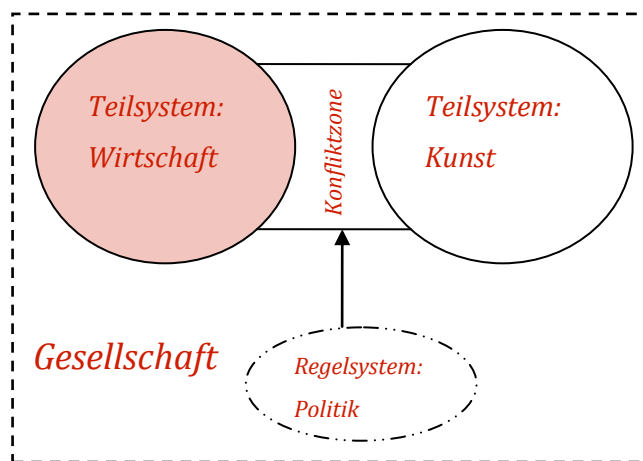 Teilsystem:
Wirtschaft
Konfliktzone
Teilsystem:
Kunst
Gesellschaft
Regelsystem:
Politik